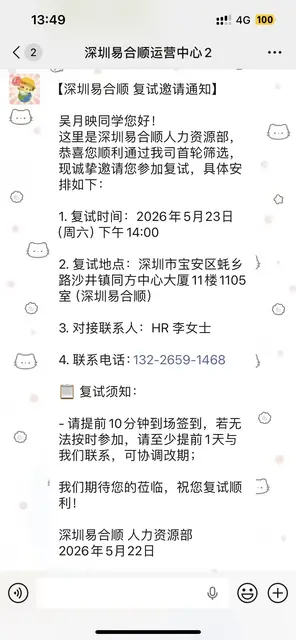 13:49
4G 100
2
深圳易合顺运营中心2
【深圳易合顺 复试邀请通知】
吴月映同学您好！
这里是深圳易合顺人力资源部，
恭喜您顺利通过我司首轮筛选，
现诚挚邀请您参加复试，具体安
排如下：
1. 复试时间：2026年5月23日
(周六) 下午14:00
2. 复试地点：深圳市宝安区蚝乡
路沙井镇同方中心大厦11楼1105
室 (深圳易合顺)
3. 对接联系人：HR 李女士
4. 联系电话: 132-2659-1468
复试须知：
- 请提前10分钟到场签到，若无
法按时参加，请至少提前1天与
我们联系，可协调改期；
我们期待您的莅临，祝您复试顺
利！
深圳易合顺 人力资源部
2026年5月22日